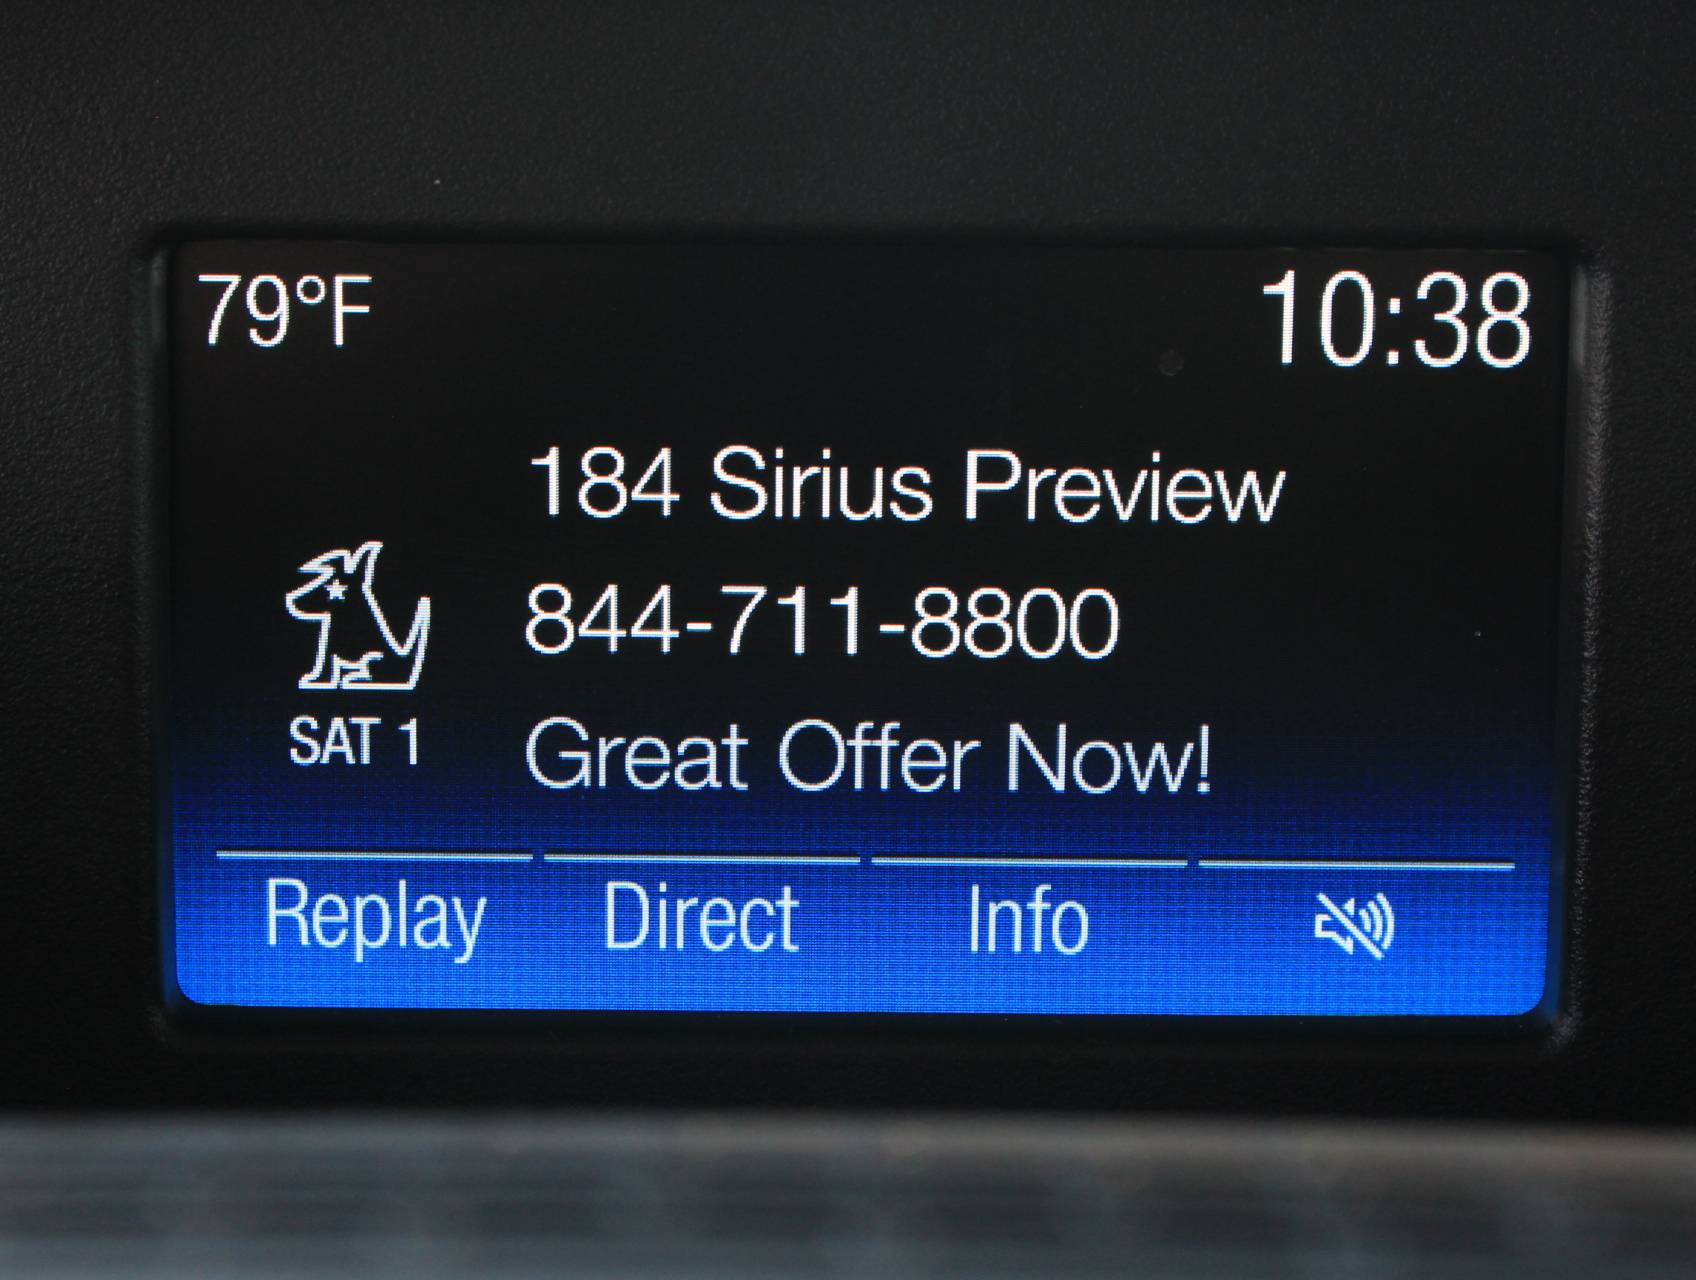 79°F
10:38
184 Sirius Preview
844-711-8800
SAT 1
Great Offer Now!
Replay
Direct
Info